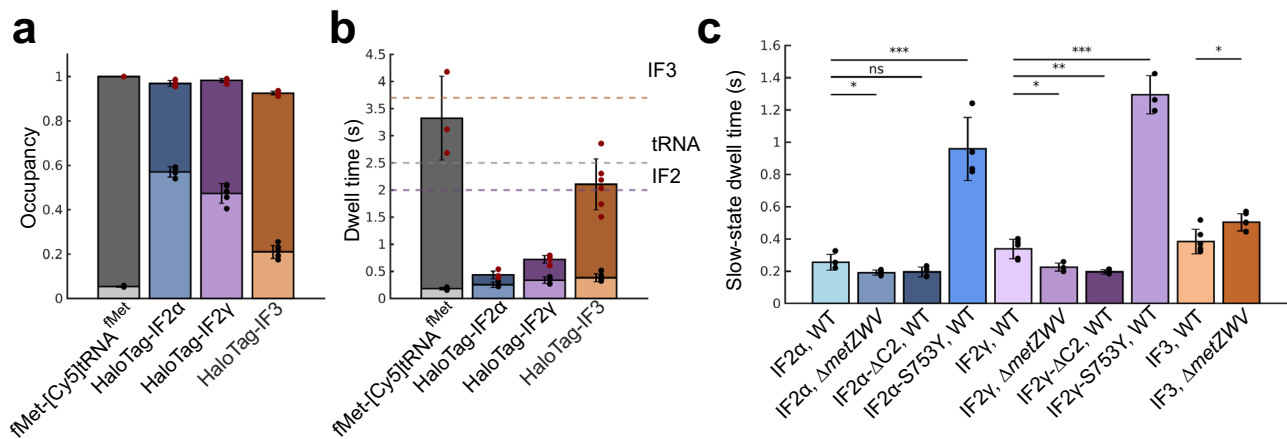 a
Occupancy
1
0.8
0.6
0.4
0.2
0
fMet-[Cy5]tRNA fMet
HaloTag-IF2α
HaloTag-IF2γ
HaloTag-IF3
b
Dwell time (s)
4.5
4
3.5
3
2.5
2
1.5
1
0.5
0
IF3
tRNA
IF2
fMet-[Cy5]tRNA fMet
HaloTag-IF2α
HaloTag-IF2γ
HaloTag-IF3
c
Slow-state dwell time (s)
1.6
1.4
1.2
1
0.8
0.6
0.4
0.2
0
***
ns
*
***
**
*
*
IF2α, WT
IF2α, ΔmetZWV
IF2α-ΔC2, WT
IF2α-S753Y, WT
IF2γ, WT
IF2γ, ΔmetZWV
IF2γ-ΔC2, WT
IF2γ-S753Y, WT
IF3, WT
IF3, ΔmetZWV